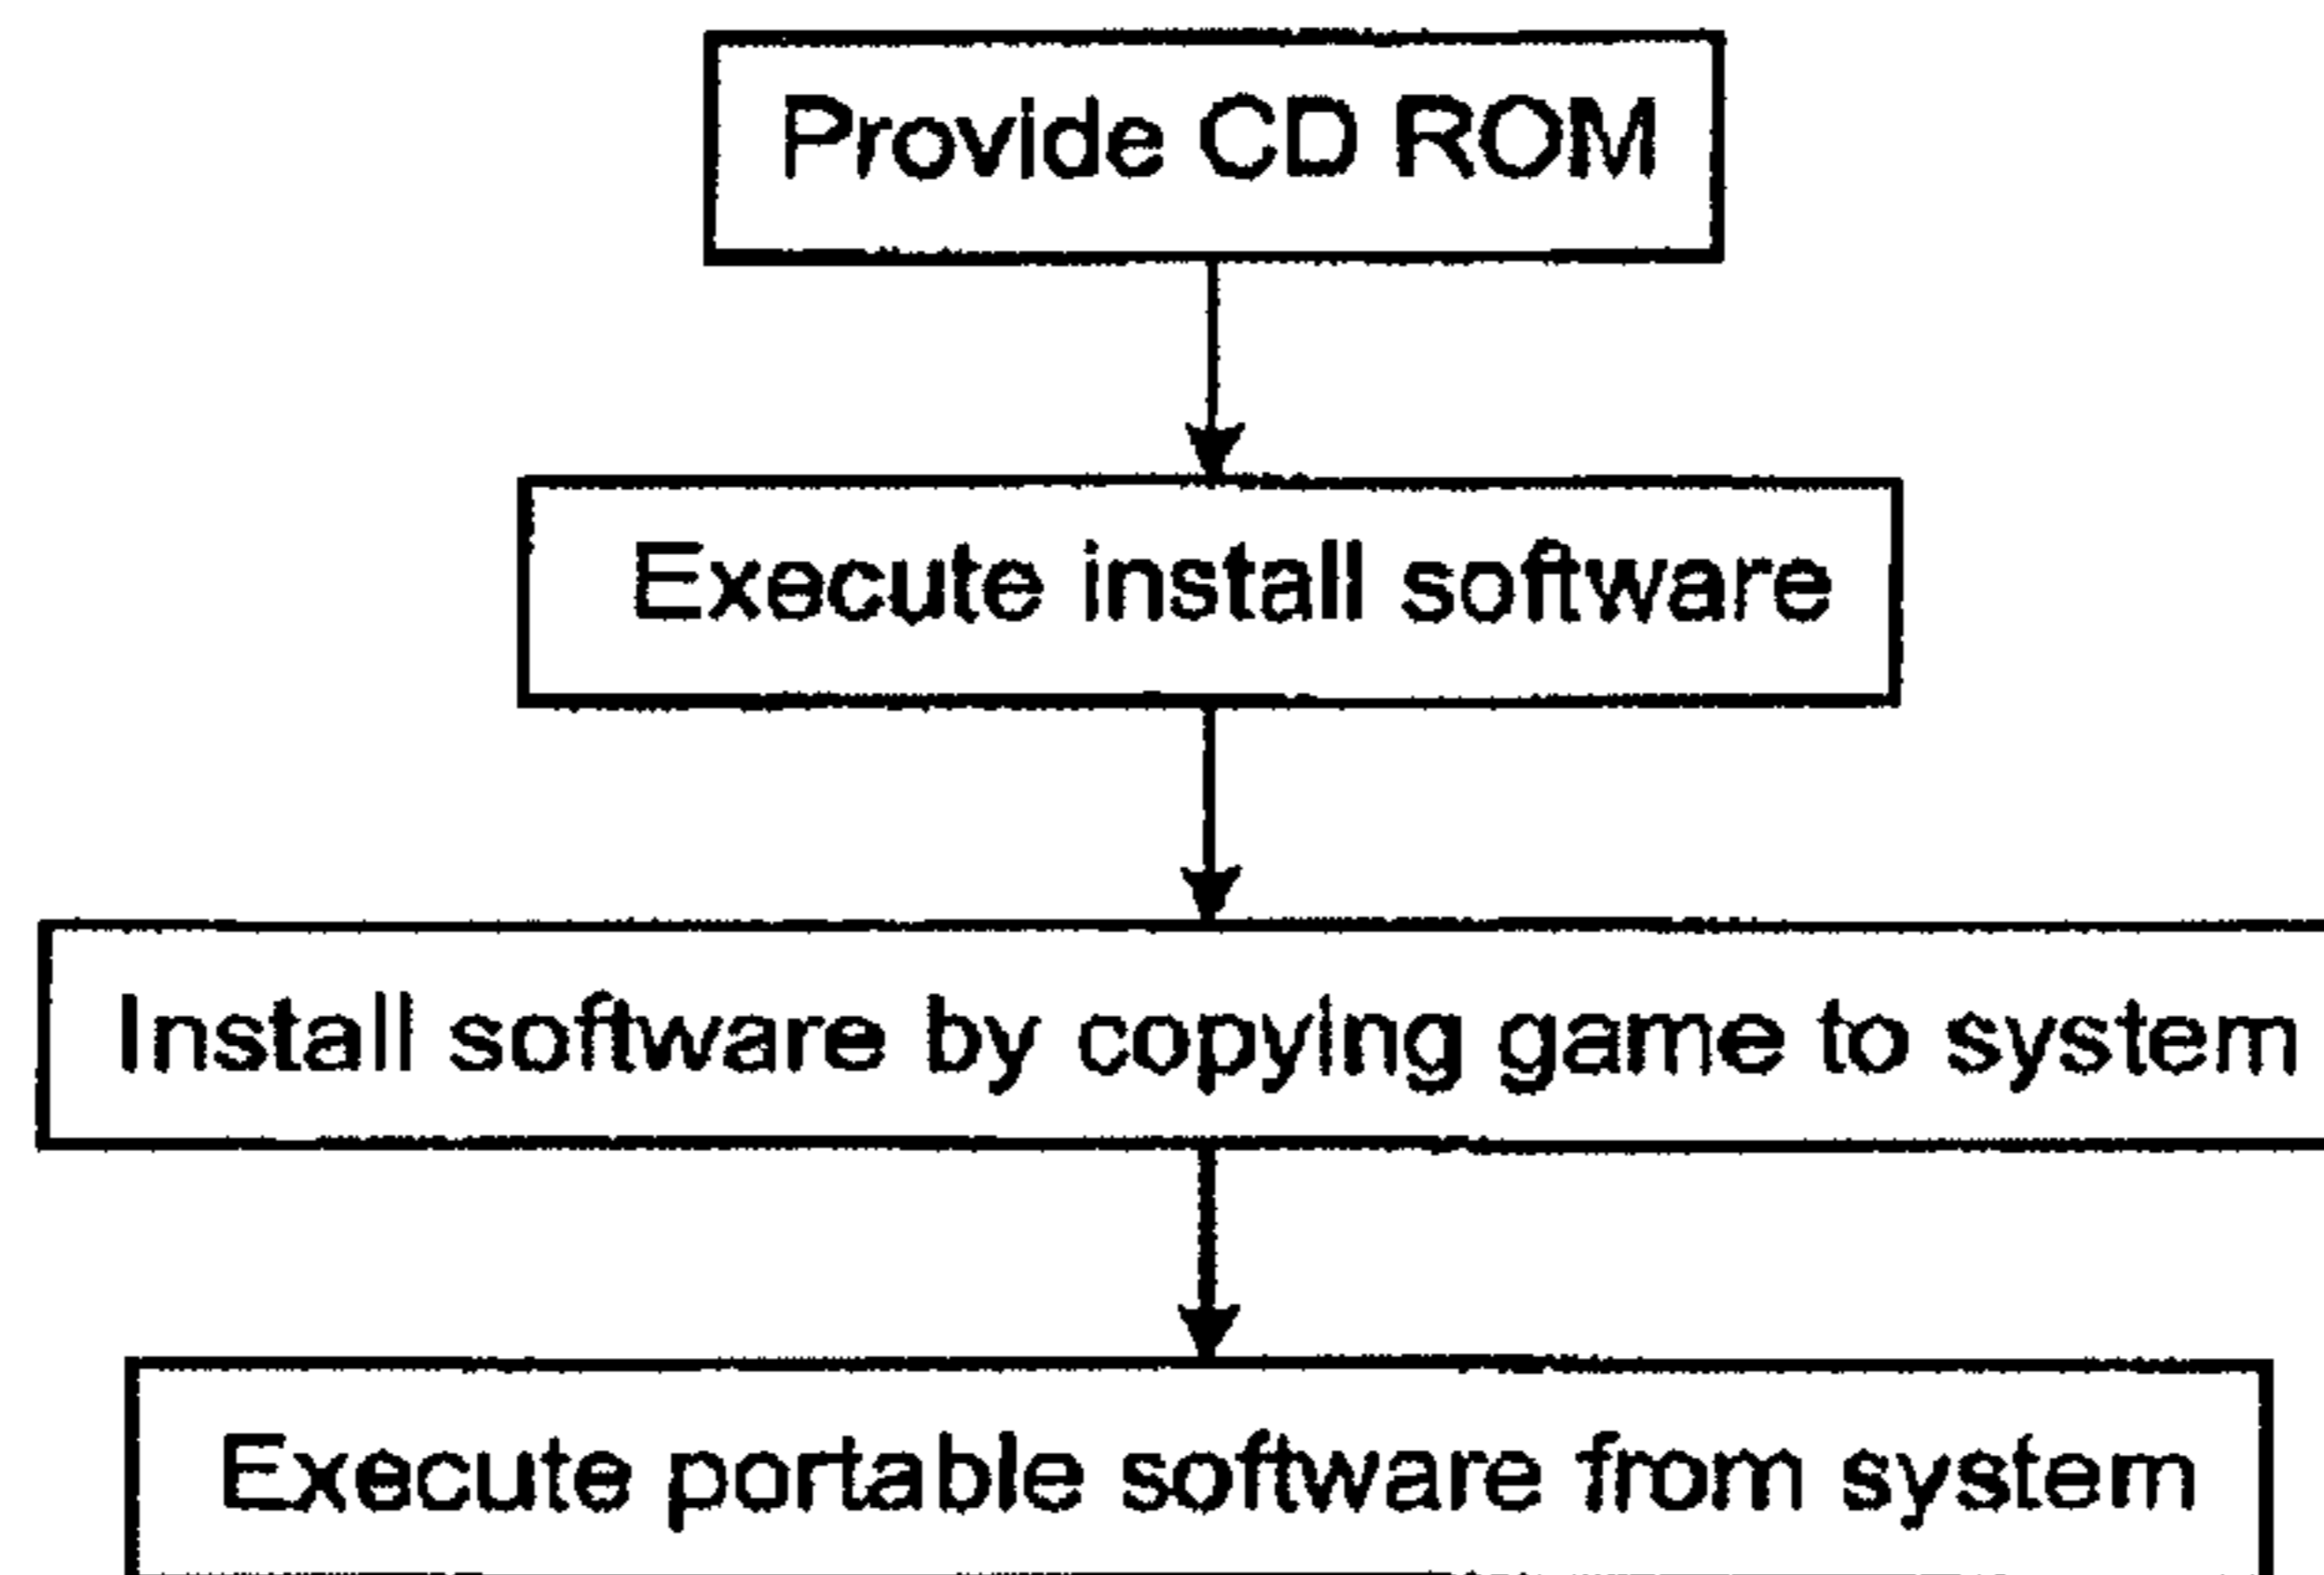 Provide CD ROM
Execute install software
Install software by copying game to system
Execute portable software from system